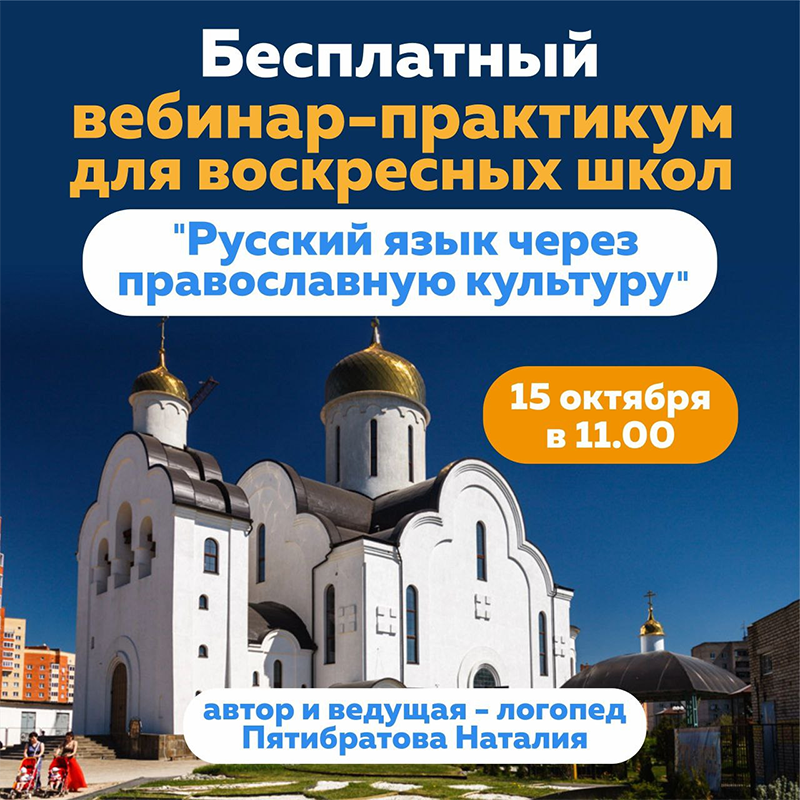 Бесплатный
вебинар-практикум
для воскресных школ
"Русский язык через
православную культуру"
15 октября
в 11.00
автор и ведущая - логопед
Пятибратова Наталия